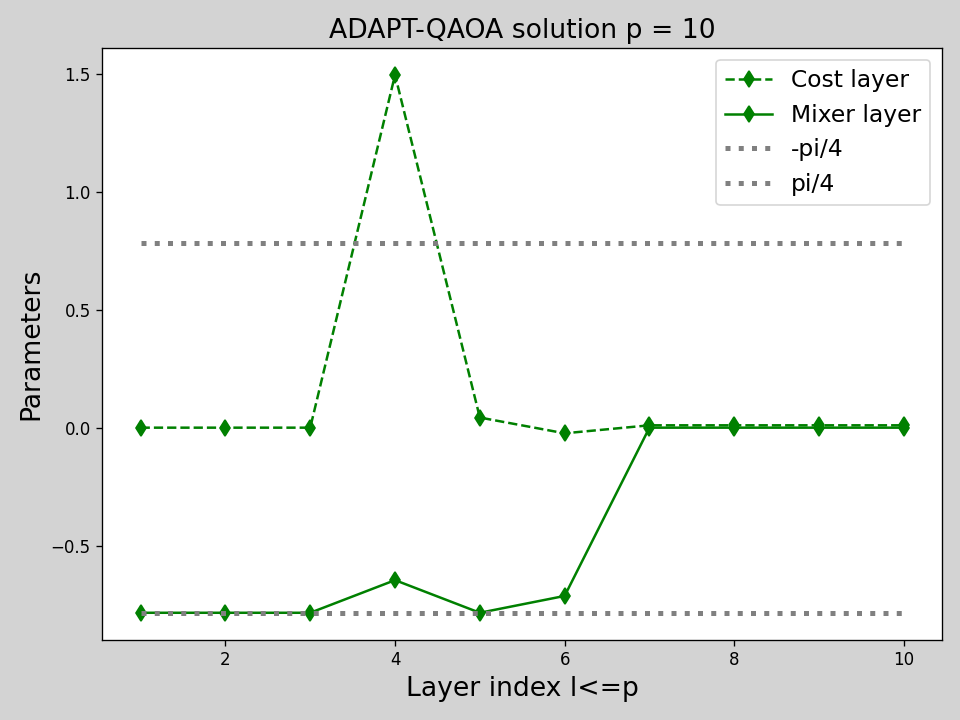 ADAPT-QAOA solution p = 10
Cost layer
Mixer layer
-pi/4
pi/4
Parameters
1.5
1.0
0.5
0.0
−0.5
2
4
6
8
10
Layer index l<=p